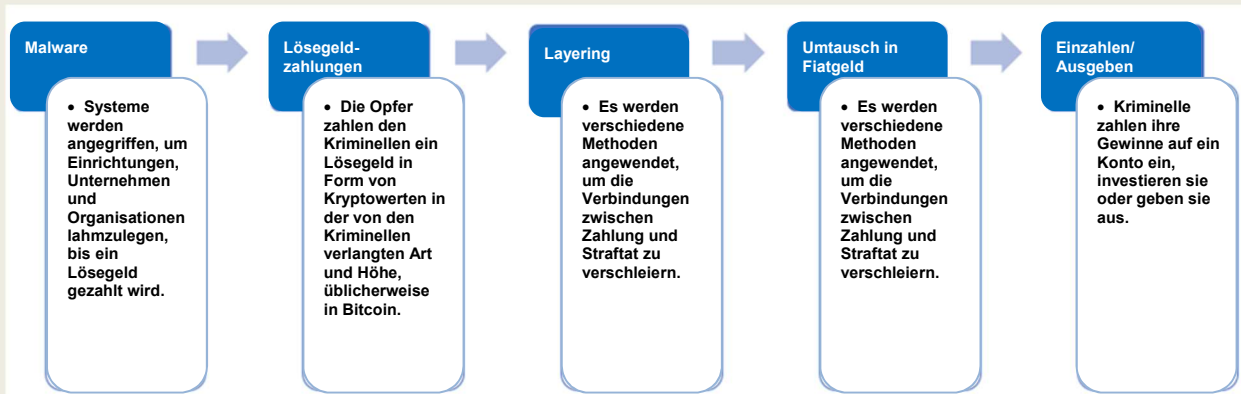 Malware
• Systeme
werden
angegriffen, um
Einrichtungen,
Unternehmen
und
Organisationen
lahmzulegen,
bis ein
Lösegeld
gezahlt wird.
Lösegeld-
zahlungen
• Die Opfer
zahlen den
Kriminellen ein
Lösegeld in
Form von
Kryptowerten in
der von den
Kriminellen
verlangten Art
und Höhe,
üblicherweise
in Bitcoin.
Layering
• Es werden
verschiedene
Methoden
angewendet,
um die
Verbindungen
zwischen
Zahlung und
Straftat zu
verschleiern.
Umtausch in
Fiatgeld
• Es werden
verschiedene
Methoden
angewendet,
um die
Verbindungen
zwischen
Zahlung und
Straftat zu
verschleiern.
Einzahlen/
Ausgeben
• Kriminelle
zahlen ihre
Gewinne auf ein
Konto ein,
investieren sie
oder geben sie
aus.